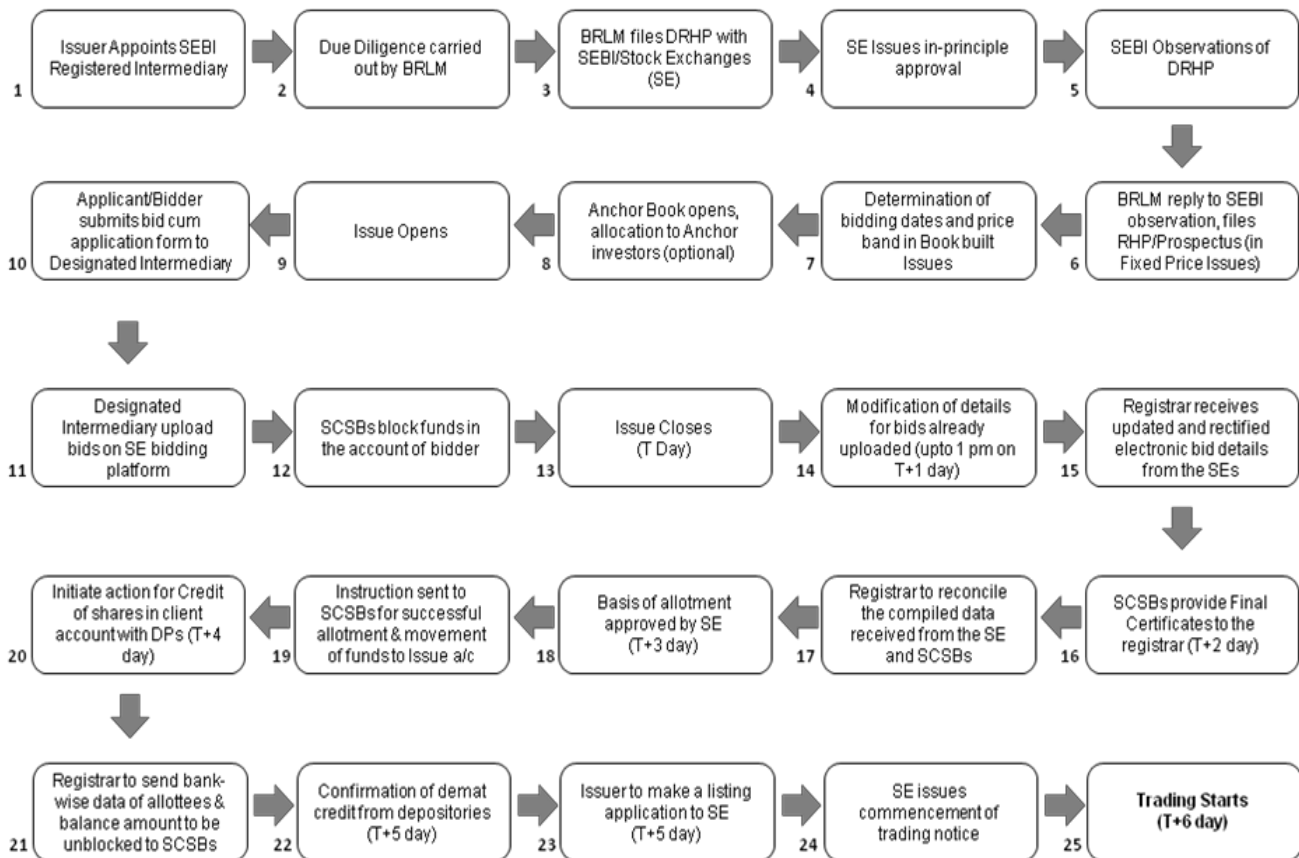 1
Issuer Appoints SEBI
Registered Intermediary
2
Due Diligence carried
out by BRLM
3
BRLM files DRHP with
SEBI/Stock Exchanges
(SE)
4
SE Issues in-principle
approval
5
SEBI Observations of
DRHP
6
BRLM reply to SEBI
observation, files
RHP/Prospectus (in
Fixed Price Issues)
7
Determination of
bidding dates and price
band in Book built
Issues
8
Anchor Book opens,
allocation to Anchor
investors (optional)
9
Issue Opens
10
Applicant/Bidder
submits bid cum
application form to
Designated Intermediary
11
Designated
Intermediary upload
bids on SE bidding
platform
12
SCSBs block funds in
the account of bidder
13
Issue Closes
(T Day)
14
Modification of details
for bids already
uploaded (upto 1 pm on
T+1 day)
15
Registrar receives
updated and rectified
electronic bid details
from the SEs
16
SCSBs provide Final
Certificates to the
registrar (T+2 day)
17
Registrar to reconcile
the compiled data
received from the SE
and SCSBs
18
Basis of allotment
approved by SE
(T+3 day)
19
Instruction sent to
SCSBs for successful
allotment & movement
of funds to Issue a/c
20
Initiate action for Credit
of shares in client
account with DPs (T+4
day)
21
Registrar to send bank-
wise data of allottees &
balance amount to be
unblocked to SCSBs
22
Confirmation of demat
credit from depositories
(T+5 day)
23
Issuer to make a listing
application to SE
(T+5 day)
24
SE issues
commencement of
trading notice
25
Trading Starts
(T+6 day)